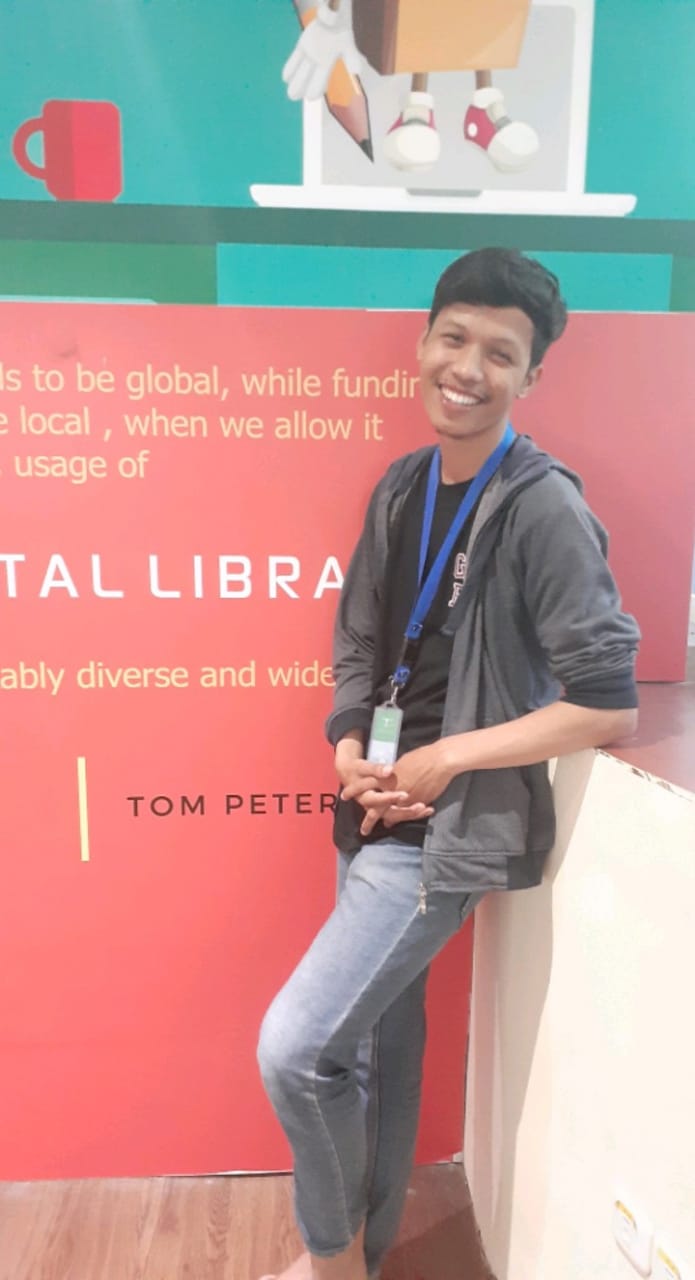 ls to be global, while fundin
e local , when we allow it
. usage of
TAL LIBRA
ably diverse and wide
TOM PETER